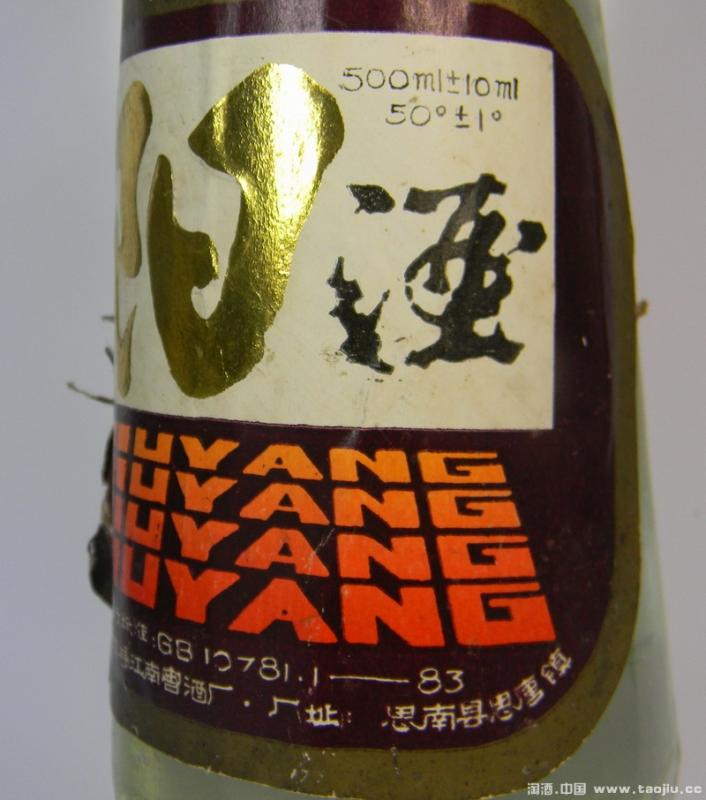 500ml±10ml
50°±1°
阳酒
UYANG
UYANG
UYANG
UYANG
GB 10781.1——83
江南窖酒厂·厂址:思南县思唐镇
淘酒.中国 www.taojiu.cc